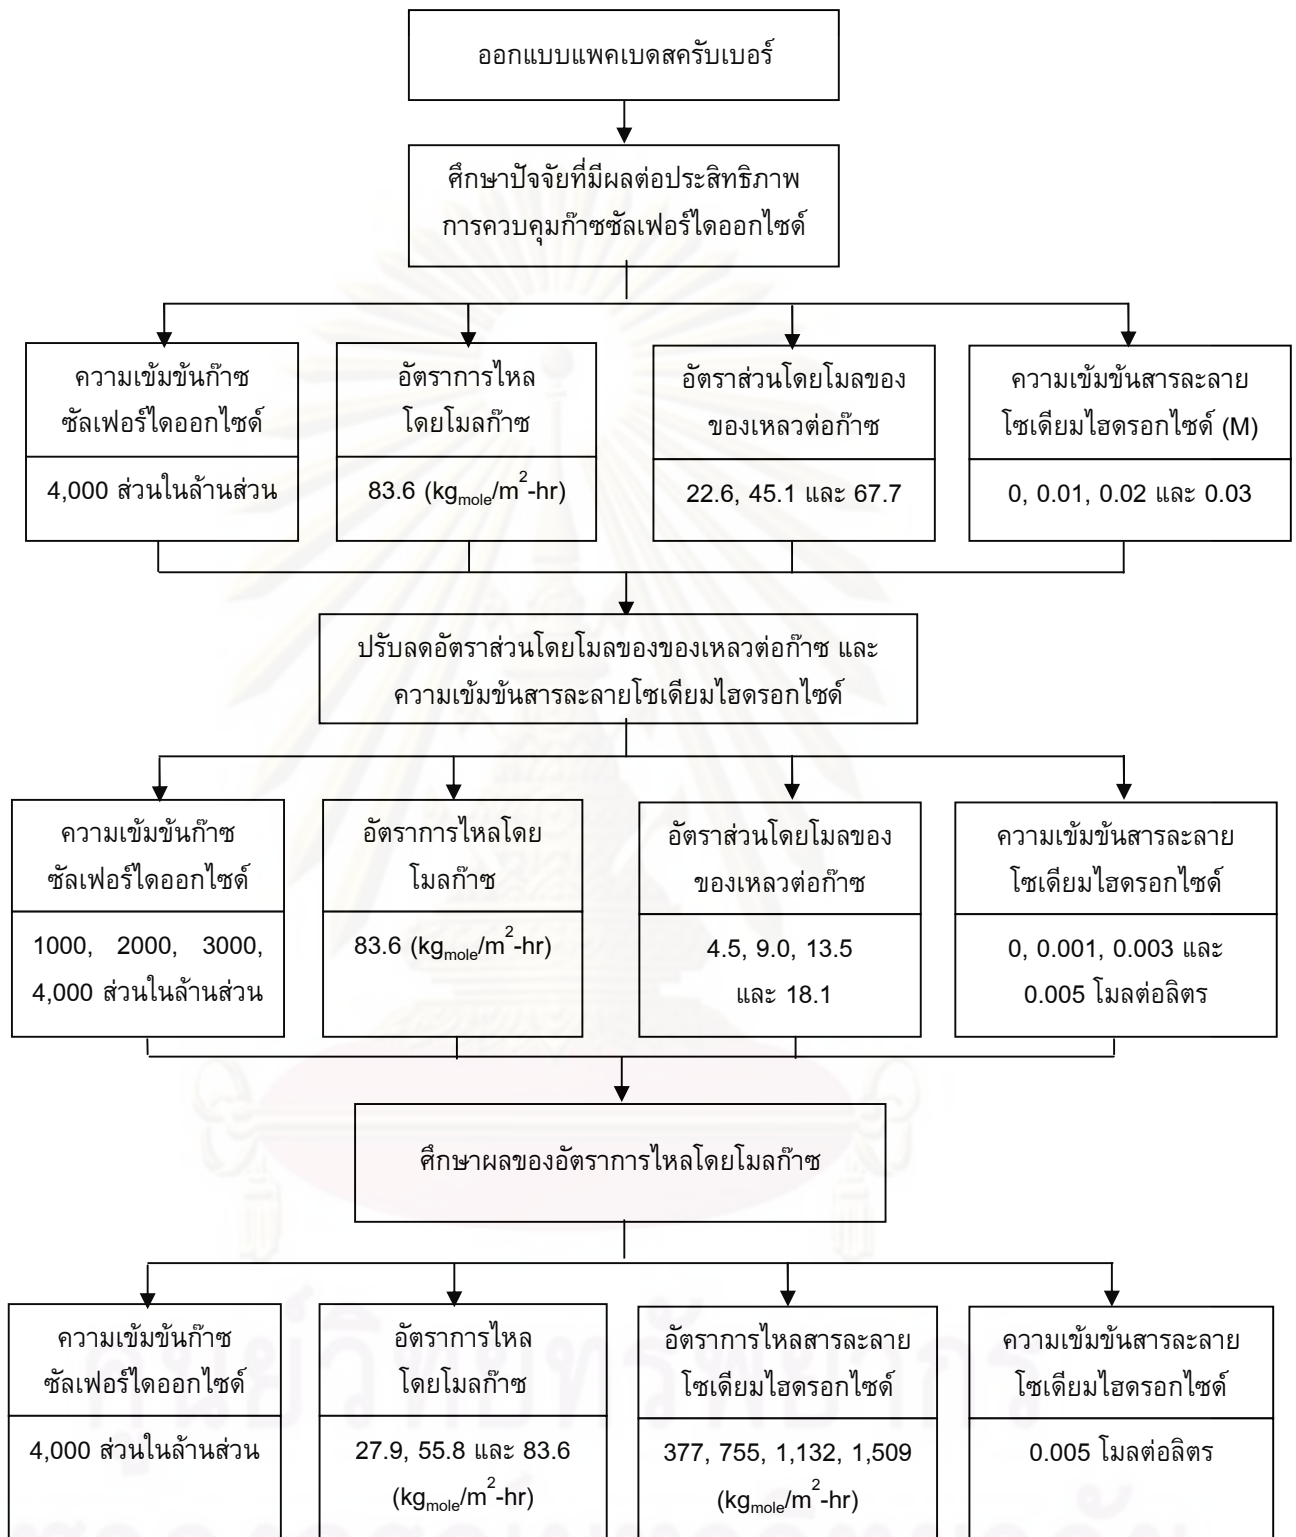 ออกแบบแพคเบดสครับเบอร์
ศึกษาปัจจัยที่มีผลต่อประสิทธิภาพ
การควบคุมก๊าซซัลเฟอร์ไดออกไซด์
ความเข้มข้นก๊าซ
ซัลเฟอร์ไดออกไซด์
4,000 ส่วนในล้านส่วน
อัตราการไหล
โดยโมลก๊าซ
83.6 (kg_mole/m²-hr)
อัตราส่วนโดยโมลของ
ของเหลวต่อก๊าซ
22.6, 45.1 และ 67.7
ความเข้มข้นสารละลาย
โซเดียมไฮดรอกไซด์ (M)
0, 0.01, 0.02 และ 0.03
ปรับลดอัตราส่วนโดยโมลของของเหลวต่อก๊าซ และ
ความเข้มข้นสารละลายโซเดียมไฮดรอกไซด์
ความเข้มข้นก๊าซ
ซัลเฟอร์ไดออกไซด์
1000, 2000, 3000,
4,000 ส่วนในล้านส่วน
อัตราการไหลโดย
โมลก๊าซ
83.6 (kg_mole/m²-hr)
อัตราส่วนโดยโมลของ
ของเหลวต่อก๊าซ
4.5, 9.0, 13.5
และ 18.1
ความเข้มข้นสารละลาย
โซเดียมไฮดรอกไซด์
0, 0.001, 0.003 และ
0.005 โมลต่อลิตร
ศึกษาผลของอัตราการไหลโดยโมลก๊าซ
ความเข้มข้นก๊าซ
ซัลเฟอร์ไดออกไซด์
4,000 ส่วนในล้านส่วน
อัตราการไหล
โดยโมลก๊าซ
27.9, 55.8 และ 83.6
(kg_mole/m²-hr)
อัตราการไหลสารละลาย
โซเดียมไฮดรอกไซด์
377, 755, 1,132, 1,509
(kg_mole/m²-hr)
ความเข้มข้นสารละลาย
โซเดียมไฮดรอกไซด์
0.005 โมลต่อลิตร
ศูนย์วิทยทรัพยากร